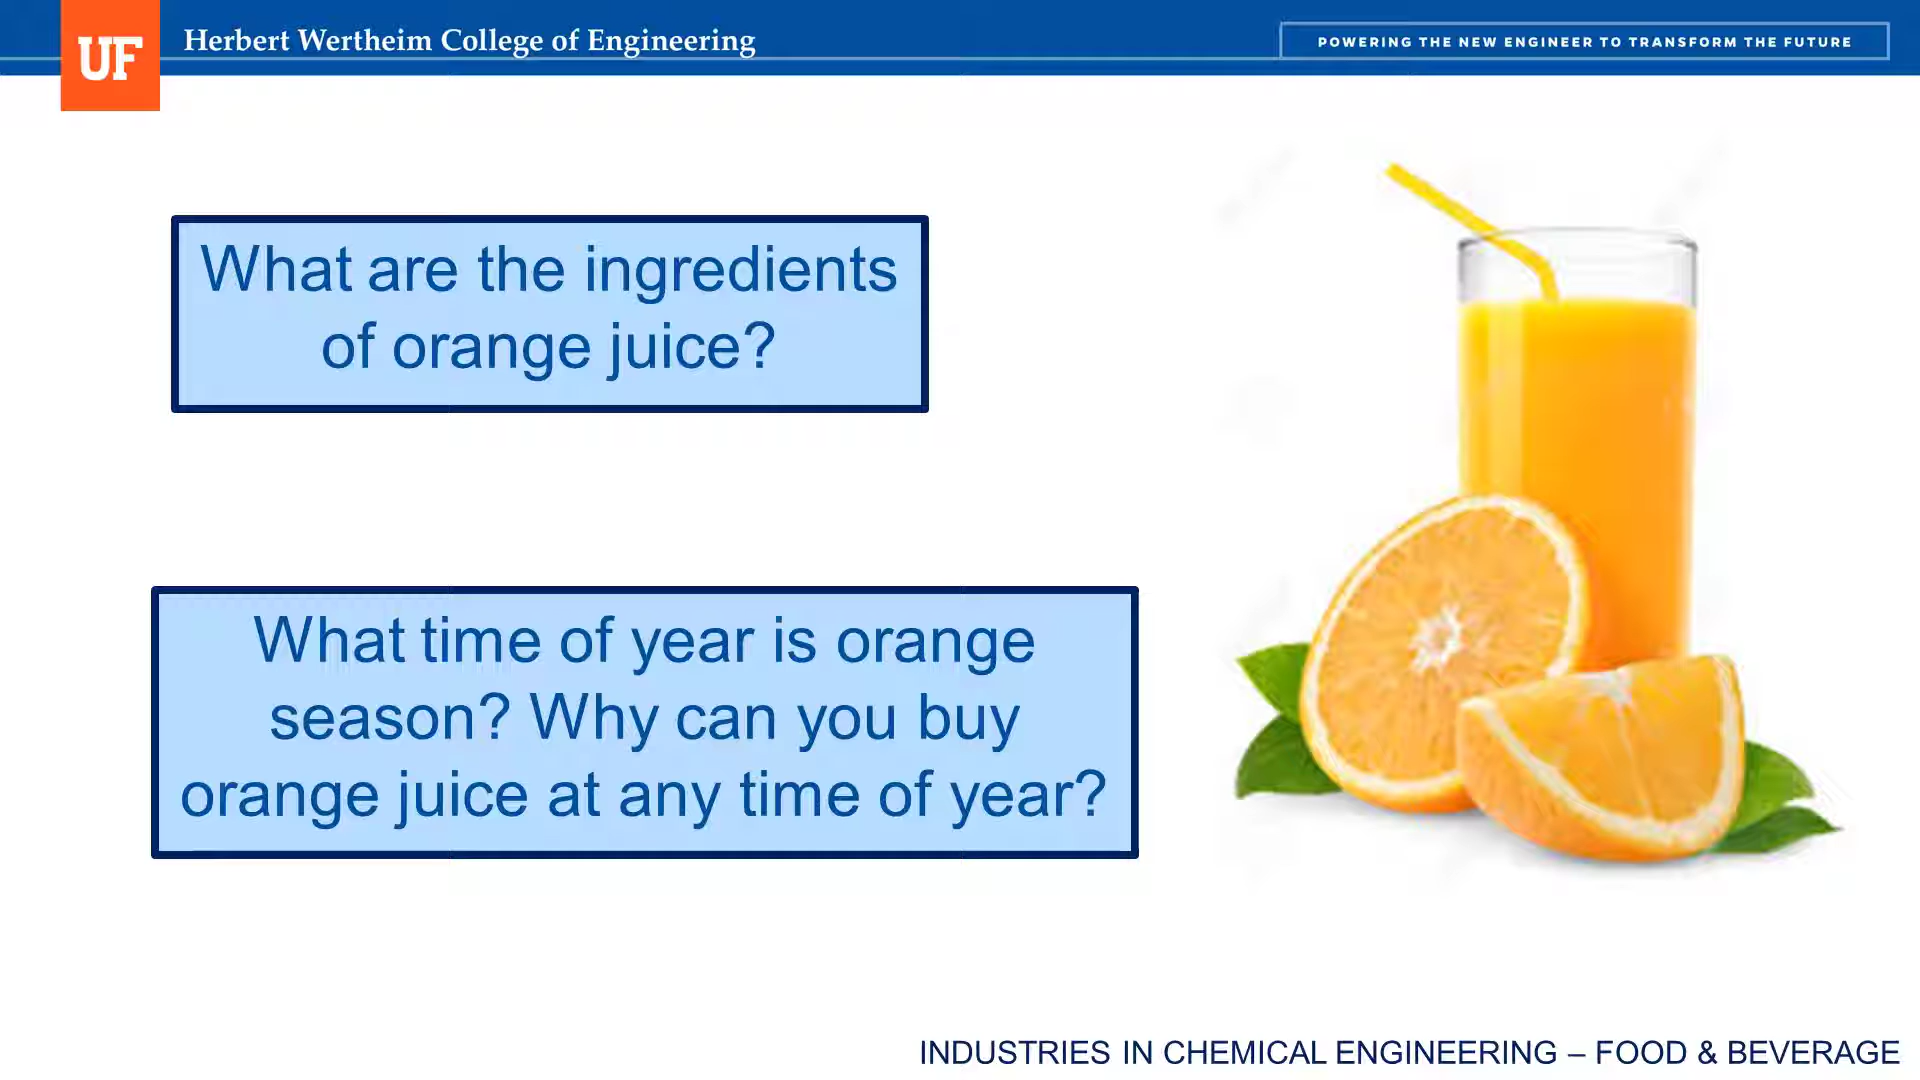 UF
Herbert Wertheim College of Engineering
POWERING THE NEW ENGINEER TO TRANSFORM THE FUTURE
What are the ingredients
of orange juice?
What time of year is orange
season? Why can you buy
orange juice at any time of year?
INDUSTRIES IN CHEMICAL ENGINEERING – FOOD & BEVERAGE